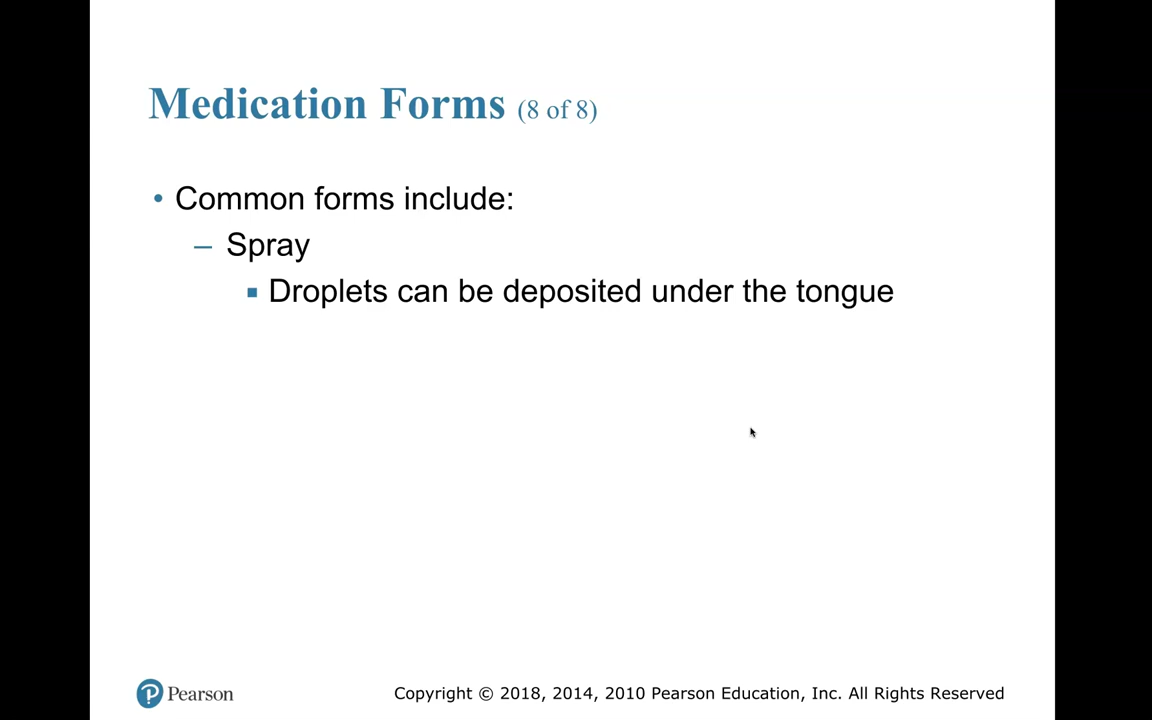 Medication Forms (8 of 8)
• Common forms include:
– Spray
▪ Droplets can be deposited under the tongue
Pearson
Copyright © 2018, 2014, 2010 Pearson Education, Inc. All Rights Reserved